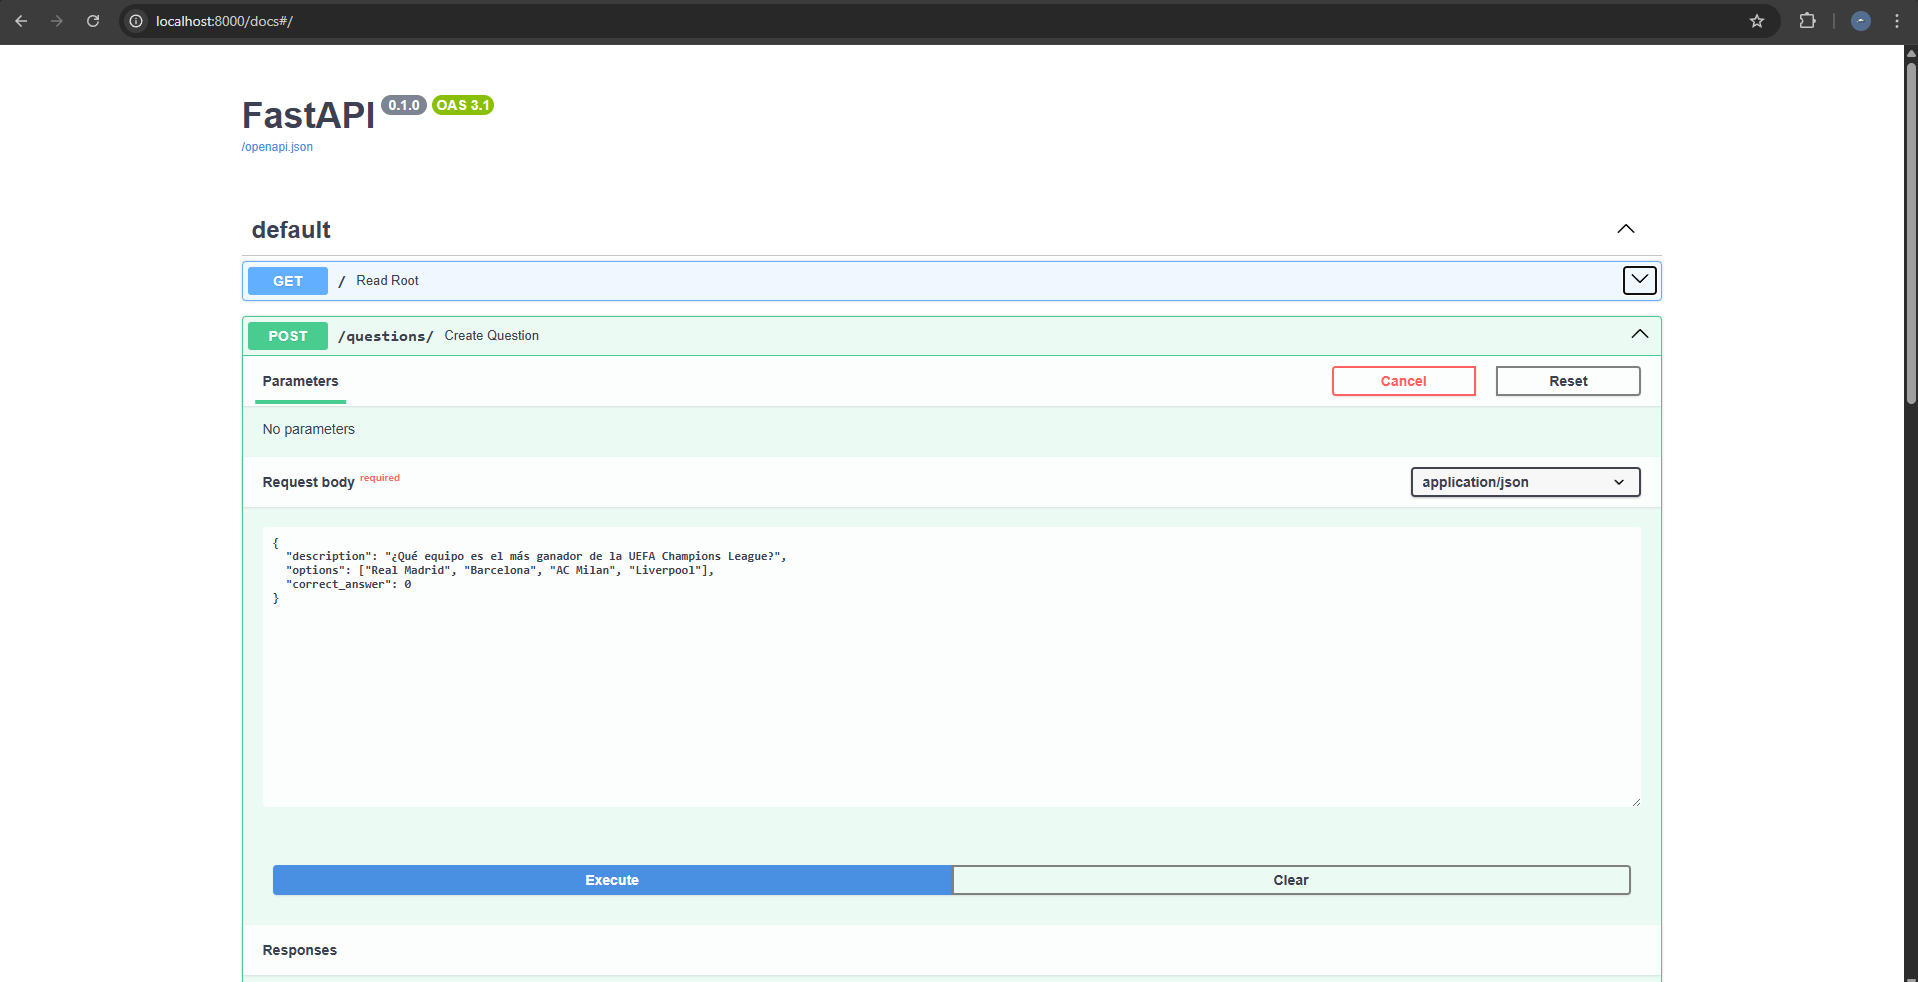 localhost:8000/docs#/
FastAPI 0.1.0 OAS 3.1
/openapi.json
default
GET / Read Root
POST /questions/ Create Question
Parameters Cancel Reset
No parameters
Request body required application/json
{
  "description": "¿Qué equipo es el más ganador de la UEFA Champions League?",
  "options": ["Real Madrid", "Barcelona", "AC Milan", "Liverpool"],
  "correct_answer": 0
}
Execute Clear
Responses